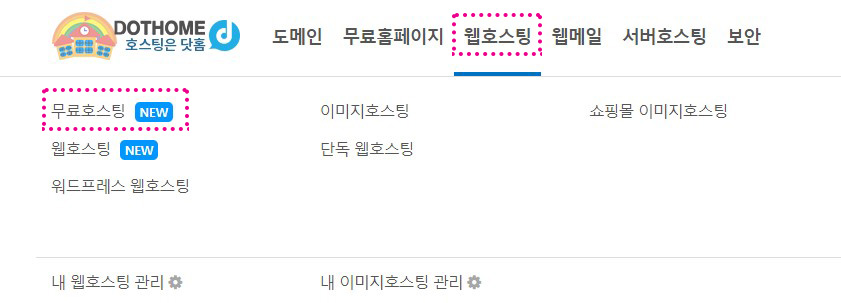 DOTHOME
호스팅은 닷홈
도메인 무료홈페이지 웹호스팅 웹메일 서버호스팅 보안
무료호스팅 NEW 이미지호스팅 쇼핑몰 이미지호스팅
웹호스팅 NEW 단독 웹호스팅
워드프레스 웹호스팅
내 웹호스팅 관리 내 이미지호스팅 관리